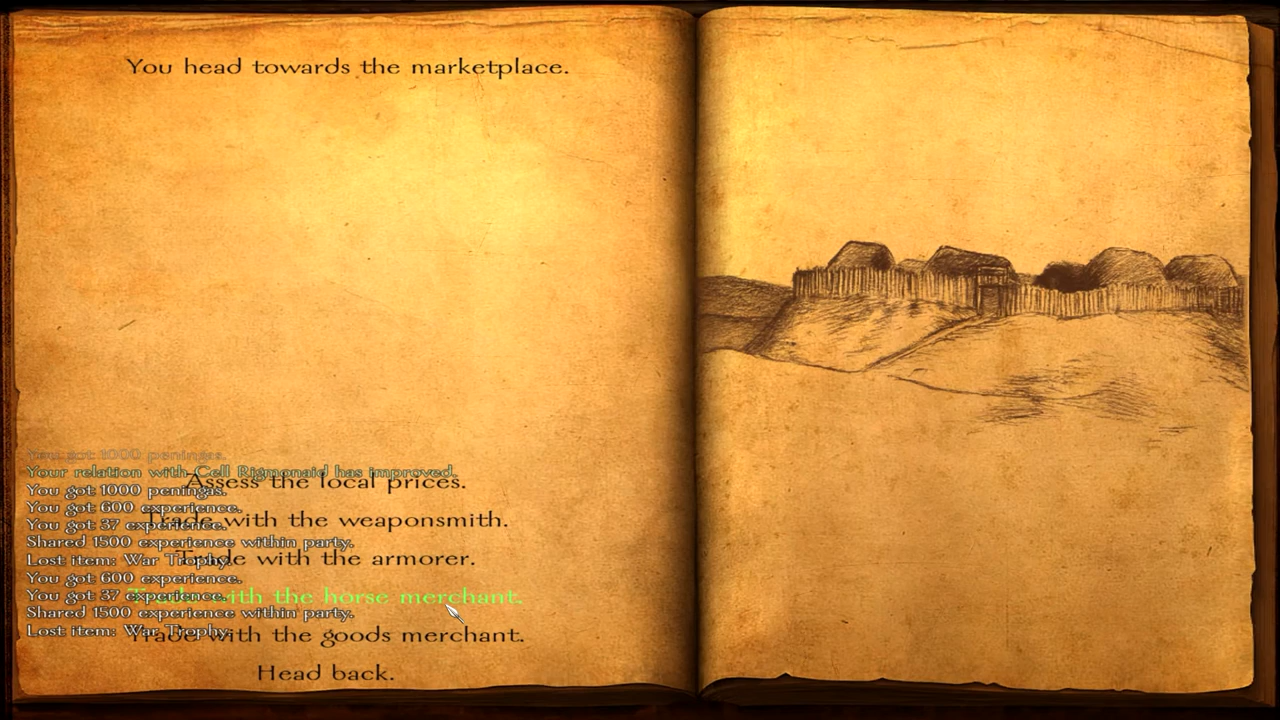 You head towards the marketplace.
You got 1000 peningas.
Your relation with Cell Rigmonaid has improved.
Assess the local prices.
You got 1000 peningas.
You got 600 experience.
Trade with the weaponsmith.
You got 37 experience.
Shared 1500 experience within party.
Trade with the armorer.
Lost item: War Trophy.
You got 600 experience.
Trade with the horse merchant.
You got 37 experience.
Shared 1500 experience within party.
Trade with the goods merchant.
Lost item: War Trophy.
Head back.